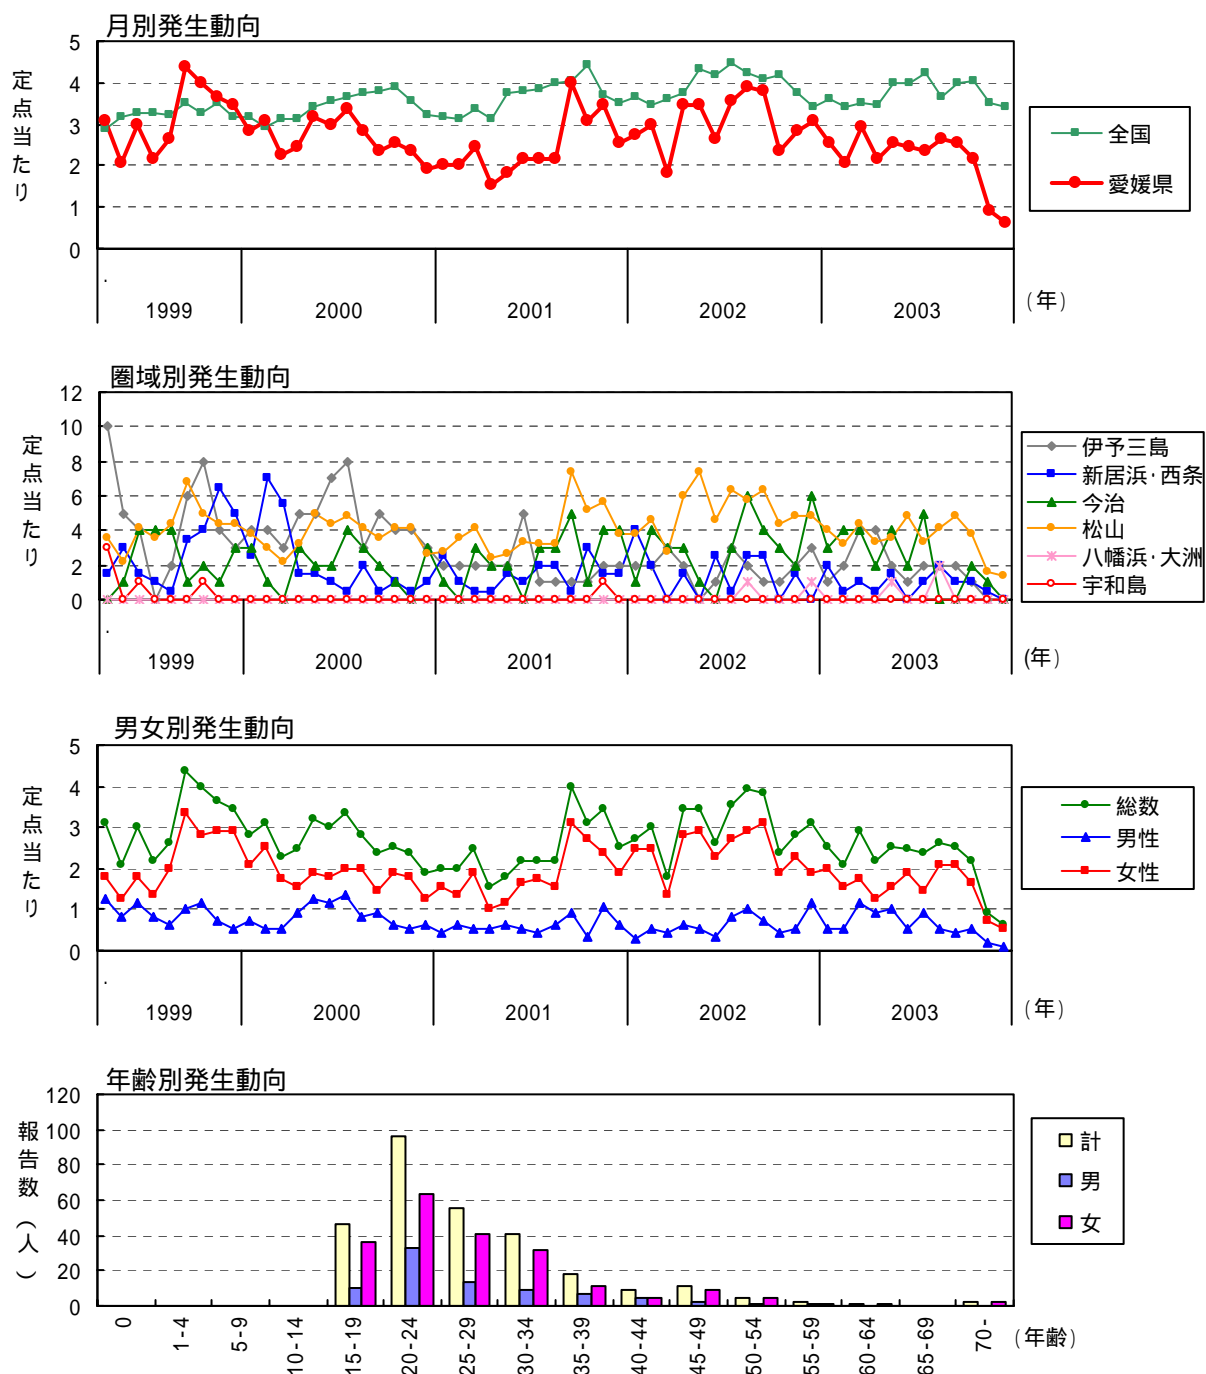 月別発生動向
定点当たり
5
4
3
2
1
0
全国
愛媛県
1999 2000 2001 2002 2003 (年)
圏域別発生動向
定点当たり
12
10
8
6
4
2
0
伊予三島
新居浜・西条
今治
松山
八幡浜・大洲
宇和島
1999 2000 2001 2002 2003 (年)
男女別発生動向
定点当たり
5
4
3
2
1
0
総数
男性
女性
1999 2000 2001 2002 2003 (年)
年齢別発生動向
報告数(人)
120
100
80
60
40
20
0
計
男
女
0 1-4 5-9 10-14 15-19 20-24 25-29 30-34 35-39 40-44 45-49 50-54 55-59 60-64 65-69 70- (年齢)